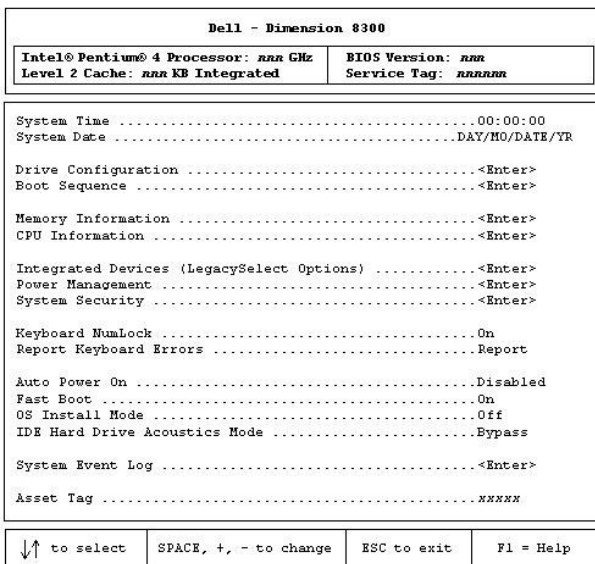 Dell - Dimension 8300
Intel® Pentium® 4 Processor: nnn GHz
Level 2 Cache: nnn KB Integrated
BIOS Version: nnn
Service Tag: nnnnnn
System Time ............................................00:00:00
System Date ..........................................DAY/MO/DATE/YR
Drive Configuration ...................................<Enter>
Boot Sequence .........................................<Enter>
Memory Information ....................................<Enter>
CPU Information .......................................<Enter>
Integrated Devices (LegacySelect Options) ............<Enter>
Power Management ......................................<Enter>
System Security .......................................<Enter>
Keyboard NumLock ......................................On
Report Keyboard Errors ................................Report
Auto Power On .........................................Disabled
Fast Boot .............................................On
OS Install Mode .......................................Off
IDE Hard Drive Acoustics Mode .........................Bypass
System Event Log ......................................<Enter>
Asset Tag .............................................xxxxx
↓↑ to select
SPACE, +, - to change
ESC to exit
F1 = Help